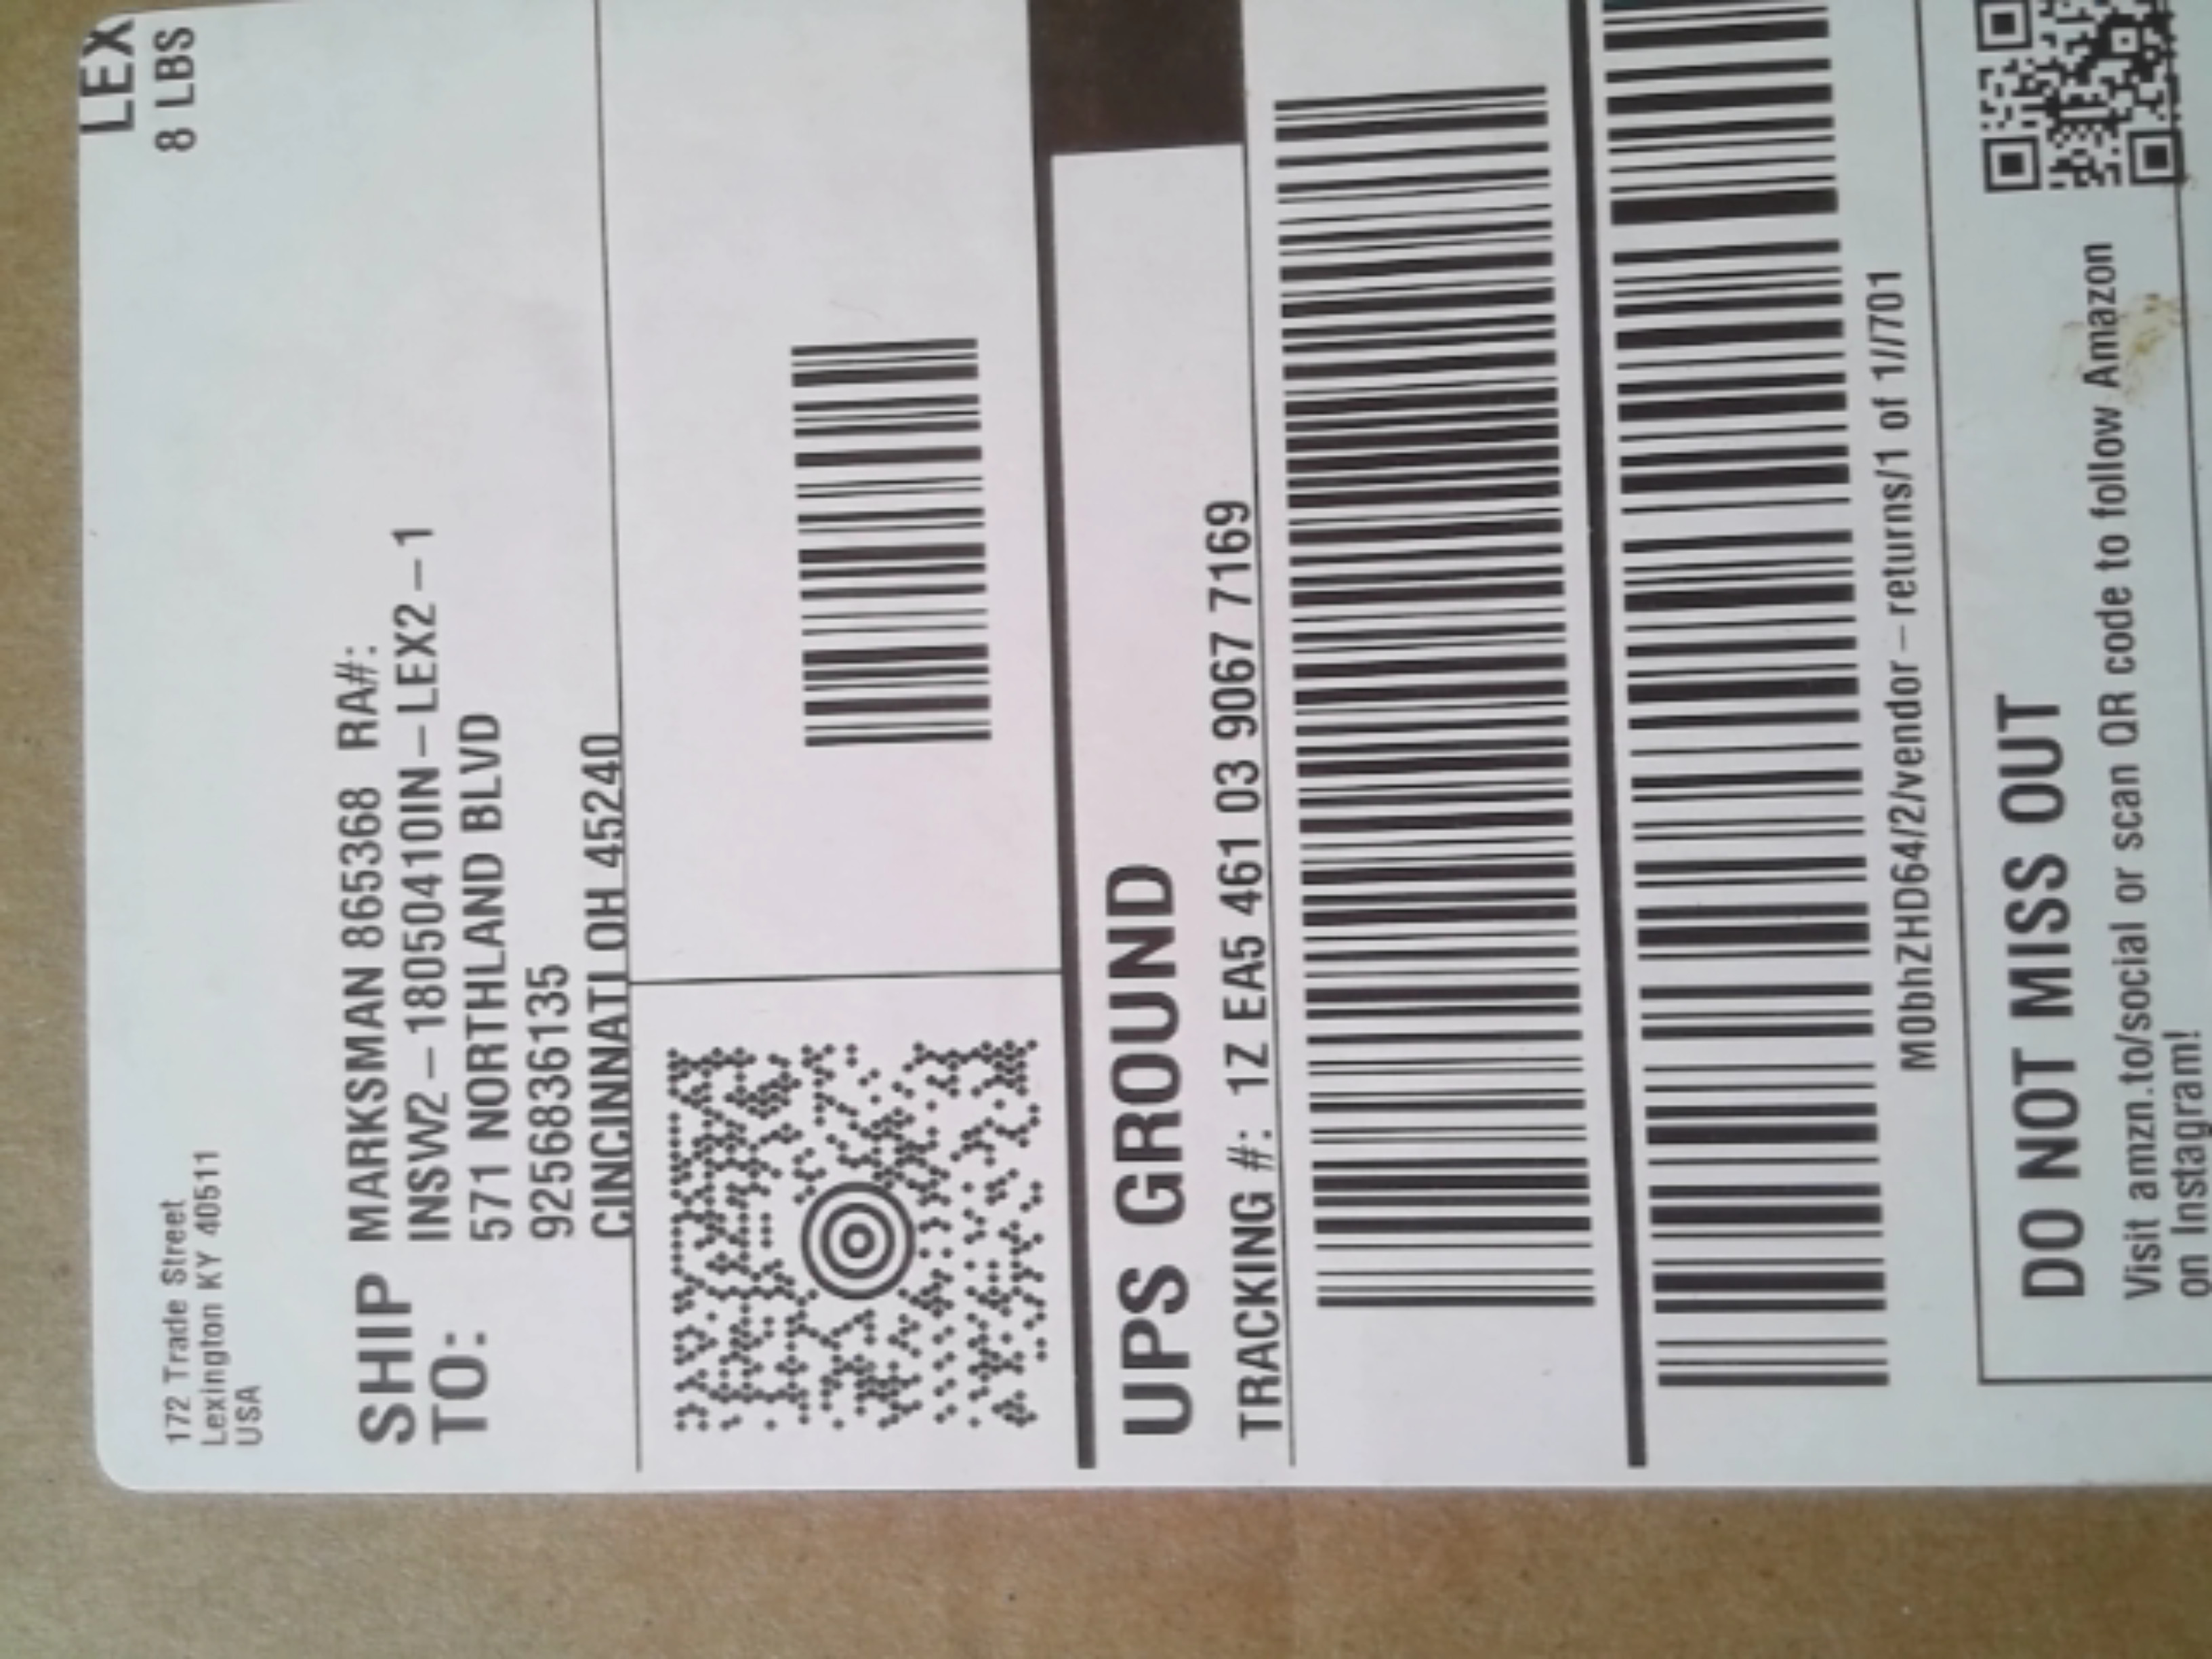 LEX
8 LBS
172 Trade Street
Lexington KY 40511
USA
SHIP
TO:
MARKSMAN 865368 RA#:
INSW2-18050410IN-LEX2-1
571 NORTHLAND BLVD
9256836135
CINCINNATI OH 45240
UPS GROUND
TRACKING #: 1Z EA5 461 03 9067 7169
M0bhZHD64/2/vendor-returns/1 of 1//701
DO NOT MISS OUT
Visit amzn.to/social or scan QR code to follow Amazon
on Instagram!